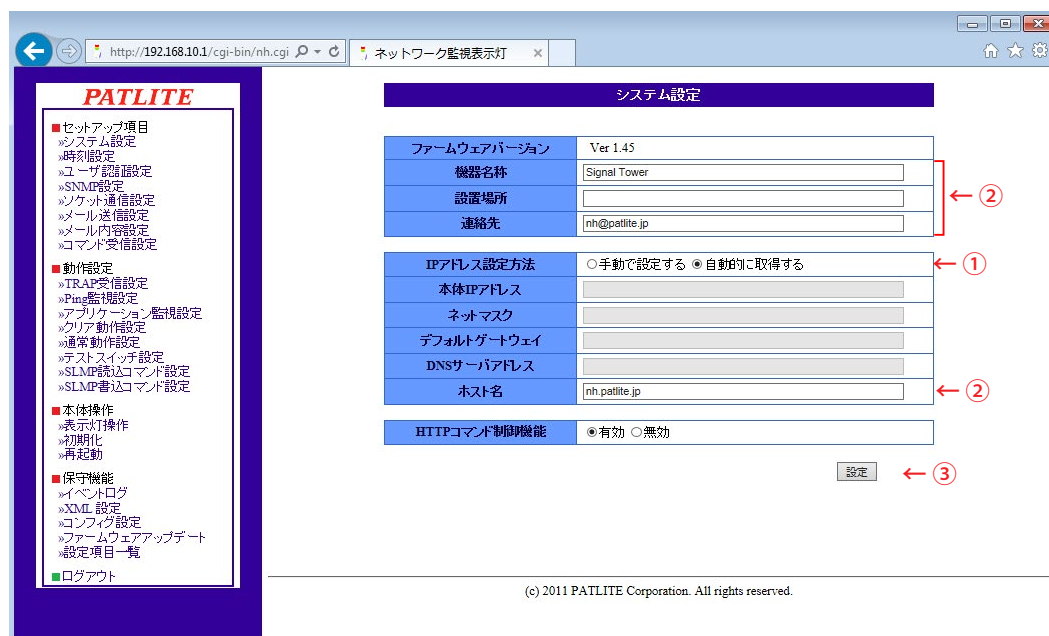 http://192.168.10.1/cgi-bin/nh.cgi
ネットワーク監視表示灯
PATLITE
セットアップ項目
»システム設定
»時刻設定
»ユーザ認証設定
»SNMP設定
»ソケット通信設定
»メール送信設定
»メール内容設定
»コマンド受信設定
動作設定
»TRAP受信設定
»Ping監視設定
»アプリケーション監視設定
»クリア動作設定
»通常動作設定
»テストスイッチ設定
»SLMP読込コマンド設定
»SLMP書込コマンド設定
本体操作
»表示灯操作
»初期化
»再起動
保守機能
»イベントログ
»XML 設定
»コンフィグ設定
»ファームウェアアップデート
»設定項目一覧
ログアウト
システム設定
ファームウェアバージョン Ver 1.45
機器名称 Signal Tower
設置場所 ← ②
連絡先 nh@patlite.jp
IPアドレス設定方法 ○手動で設定する ◉自動的に取得する ← ①
本体IPアドレス
ネットマスク
デフォルトゲートウェイ
DNSサーバアドレス
ホスト名 nh.patlite.jp ← ②
HTTPコマンド制御機能 ◉有効 ○無効
設定 ← ③
(c) 2011 PATLITE Corporation. All rights reserved.